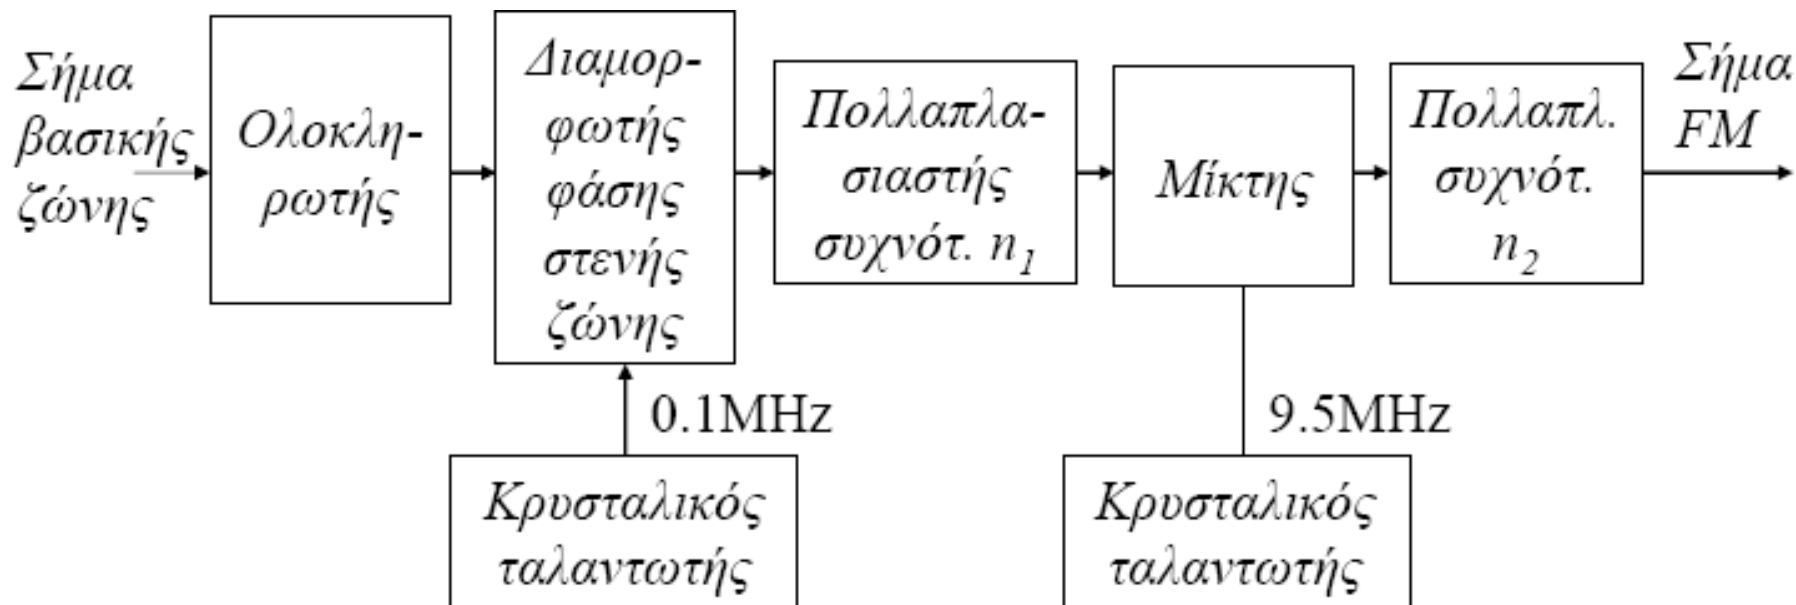 Σήμα
βασικής
ζώνης
Ολοκλη-
ρωτής
Διαμορ-
φωτής
φάσης
στενής
ζώνης
Πολλαπλα-
σιαστής
συχνότ. n1
Μίκτης
Πολλαπλ.
συχνότ.
n2
Σήμα
FM
0.1MHz
9.5MHz
Κρυσταλικός
ταλαντωτής
Κρυσταλικός
ταλαντωτής